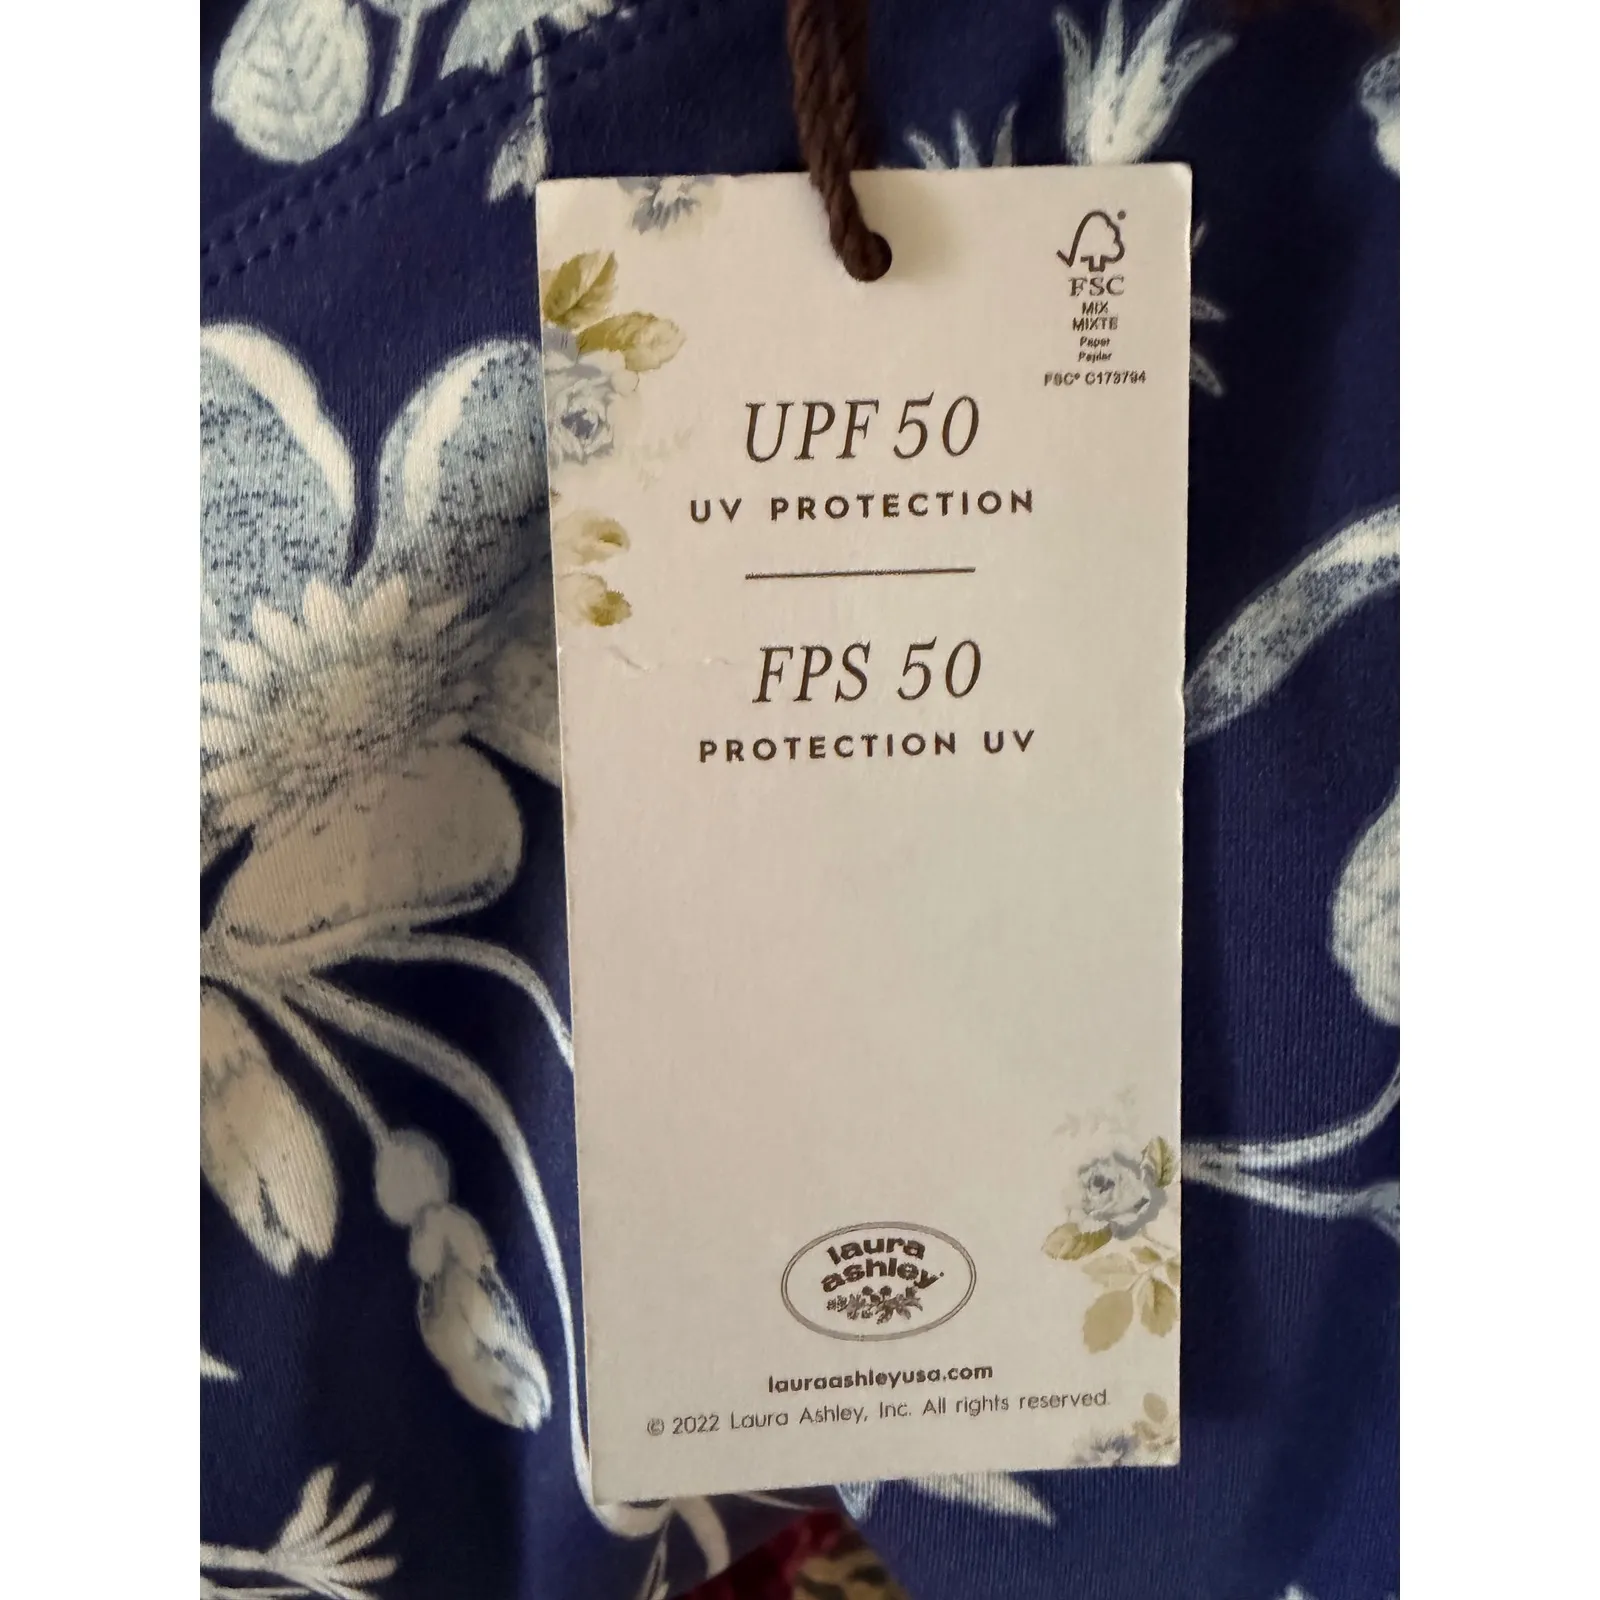 FSC
MIX
MIXTE
Paper
Papier
FSC® C173794
UPF 50
UV PROTECTION
FPS 50
PROTECTION UV
laura
ashley
lauraashleyusa.com
© 2022 Laura Ashley, Inc. All rights reserved.